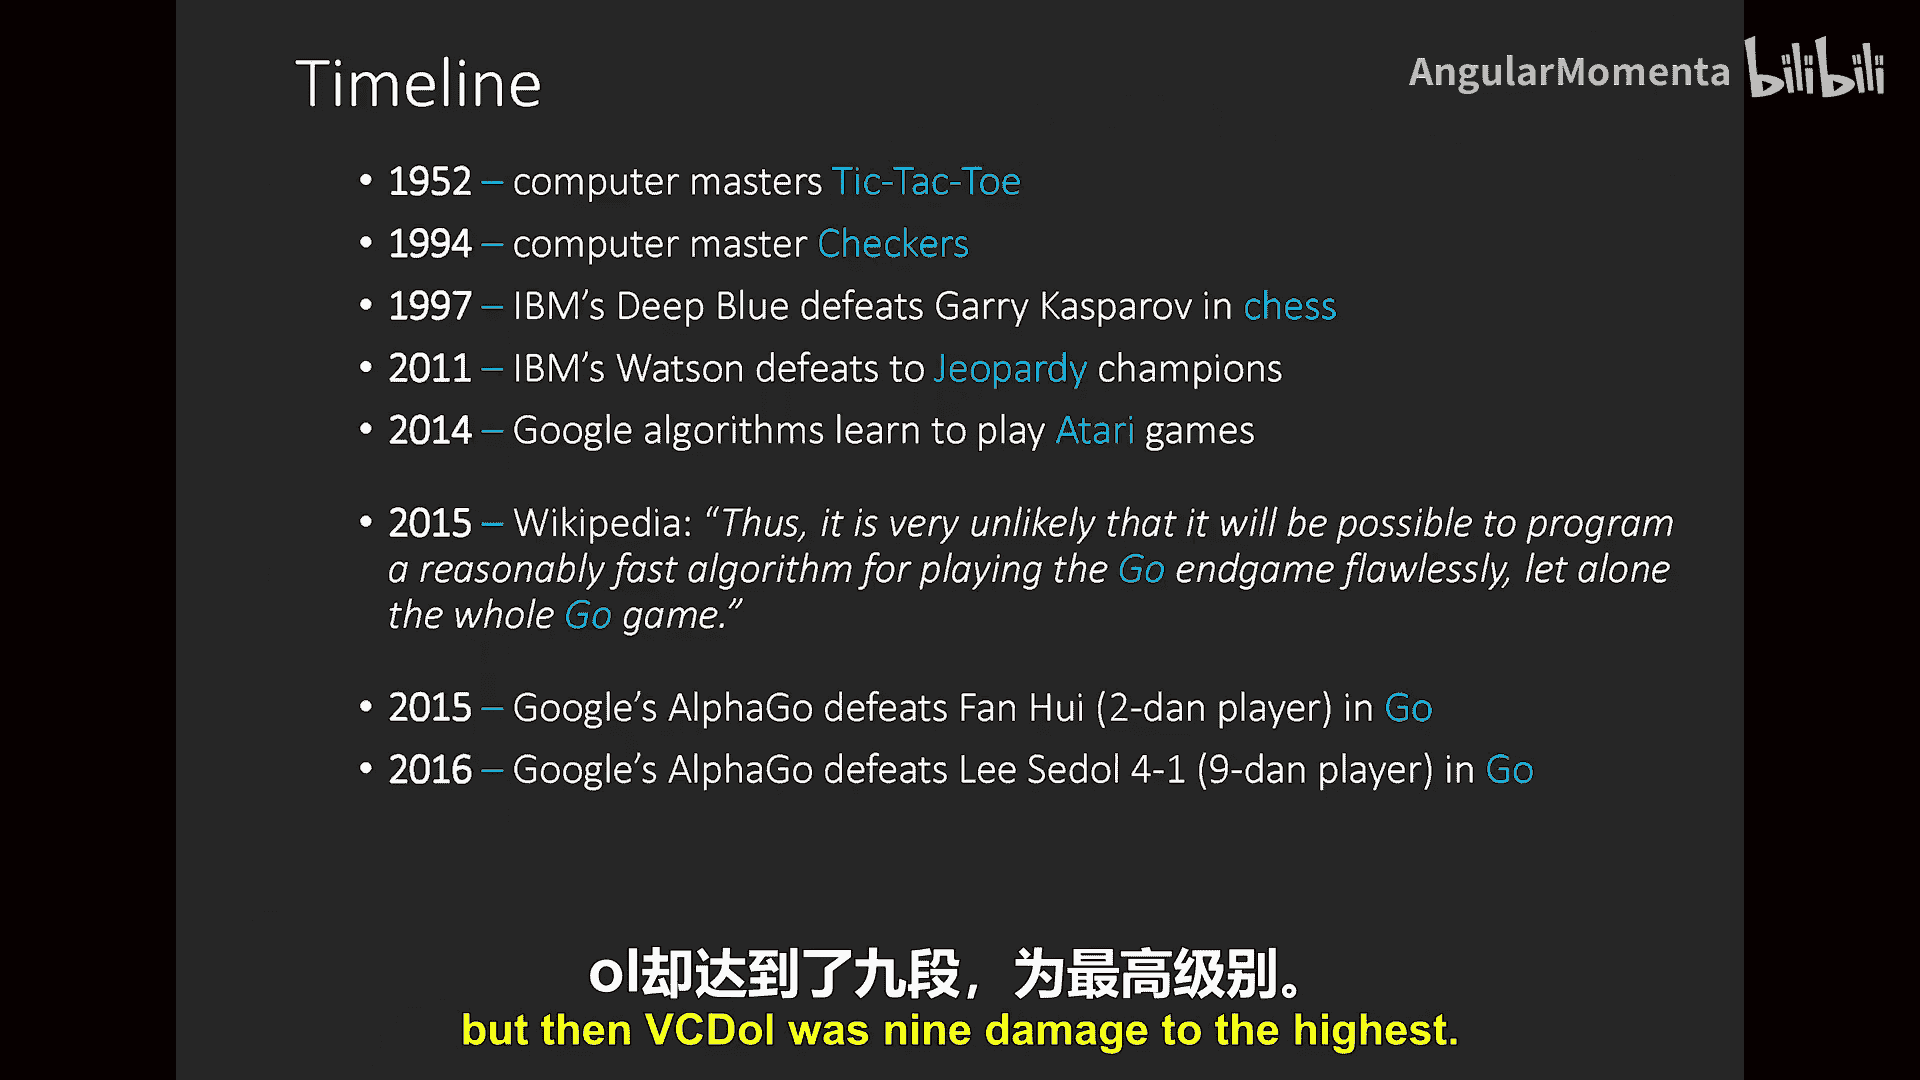 Timeline
AngularMomenta bilibili
• 1952 – computer masters Tic-Tac-Toe
• 1994 – computer master Checkers
• 1997 – IBM’s Deep Blue defeats Garry Kasparov in chess
• 2011 – IBM’s Watson defeats to Jeopardy champions
• 2014 – Google algorithms learn to play Atari games
• 2015 – Wikipedia: “Thus, it is very unlikely that it will be possible to program
a reasonably fast algorithm for playing the Go endgame flawlessly, let alone
the whole Go game.”
• 2015 – Google’s AlphaGo defeats Fan Hui (2-dan player) in Go
• 2016 – Google’s AlphaGo defeats Lee Sedol 4-1 (9-dan player) in Go
ol却达到了九段，为最高级别。
but then VCDol was nine damage to the highest.